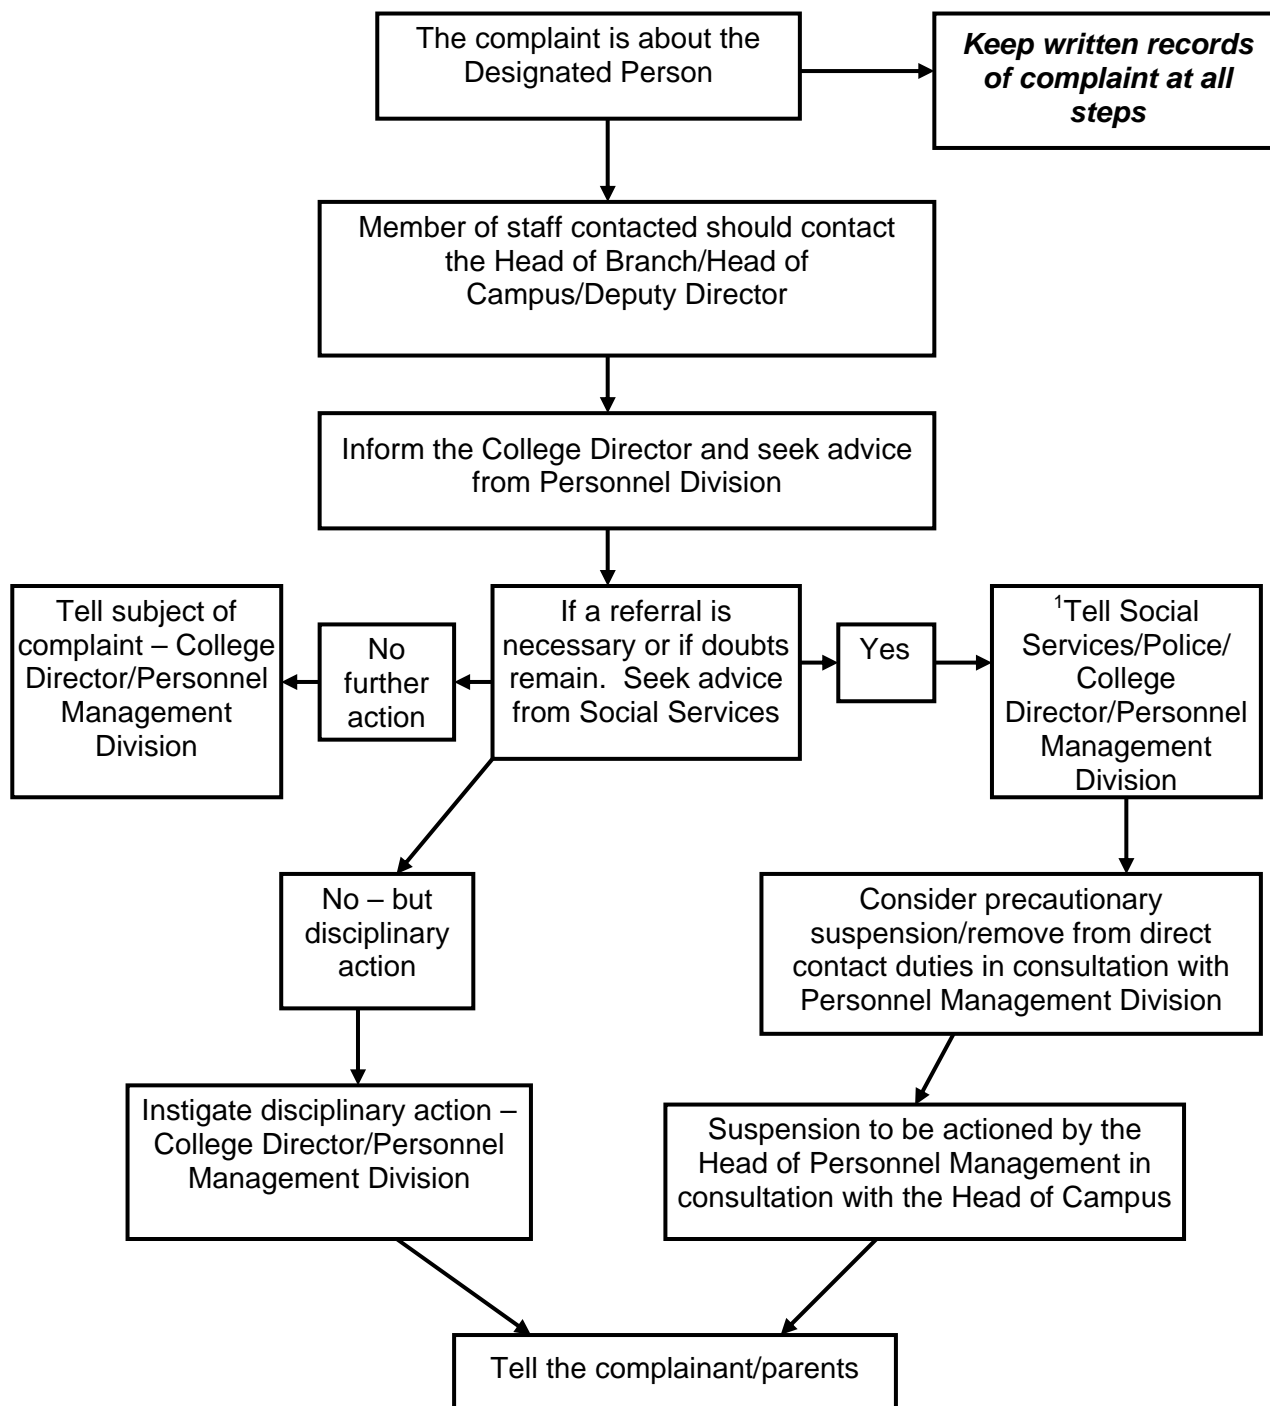 The complaint is about the
Designated Person
Keep written records
of complaint at all
steps
Member of staff contacted should contact
the Head of Branch/Head of
Campus/Deputy Director
Inform the College Director and seek advice
from Personnel Division
Tell subject of
complaint – College
Director/Personnel
Management
Division
No
further
action
If a referral is
necessary or if doubts
remain.  Seek advice
from Social Services
Yes
¹Tell Social
Services/Police/
College
Director/Personnel
Management
Division
No – but
disciplinary
action
Consider precautionary
suspension/remove from direct
contact duties in consultation with
Personnel Management Division
Instigate disciplinary action –
College Director/Personnel
Management Division
Suspension to be actioned by the
Head of Personnel Management in
consultation with the Head of Campus
Tell the complainant/parents